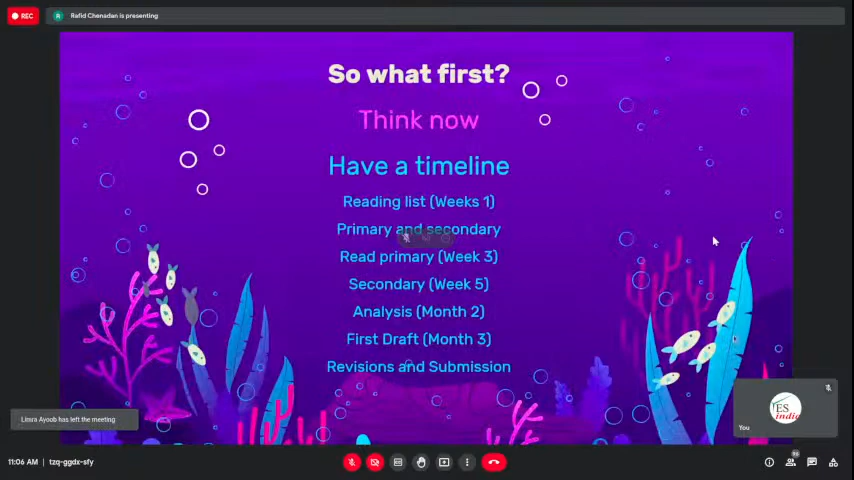 REC
R Rafid Chenadan is presenting
So what first?
Think now
Have a timeline
Reading list (Weeks 1)
Primary and secondary
Read primary (Week 3)
Secondary (Week 5)
Analysis (Month 2)
First Draft (Month 3)
Revisions and Submission
has left the meeting
ES
indic
You
11:06 AM | tzq-ggdx-sfy